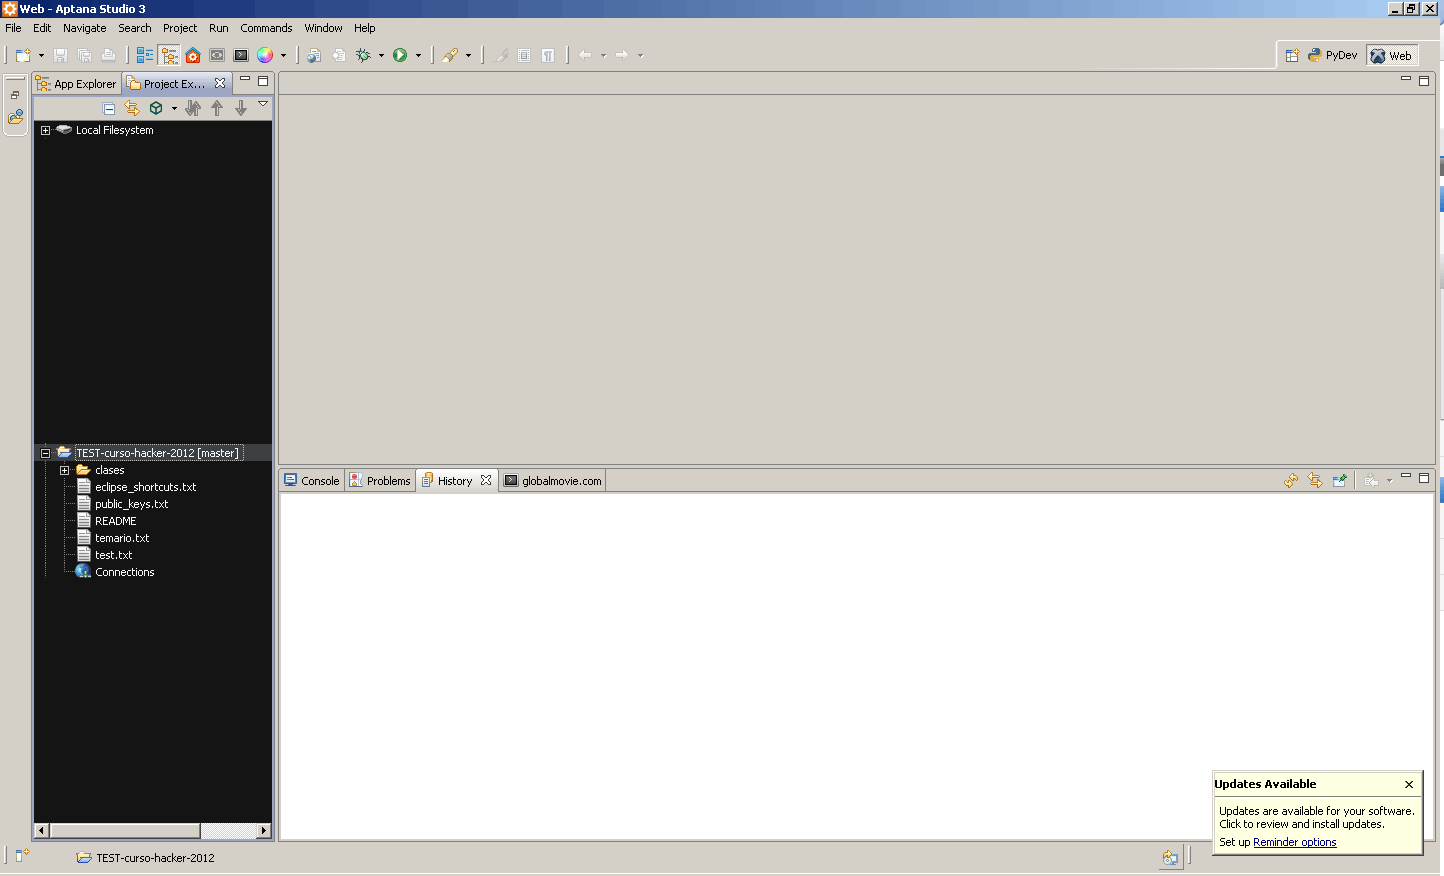 Web - Aptana Studio 3
File Edit Navigate Search Project Run Commands Window Help
PyDev Web
App Explorer Project Ex...
Local Filesystem
TEST-curso-hacker-2012 [master]
clases
eclipse_shortcuts.txt
public_keys.txt
README
temario.txt
test.txt
Connections
Console Problems History globalmovie.com
Updates Available
Updates are available for your software.
Click to review and install updates.
Set up Reminder options
TEST-curso-hacker-2012